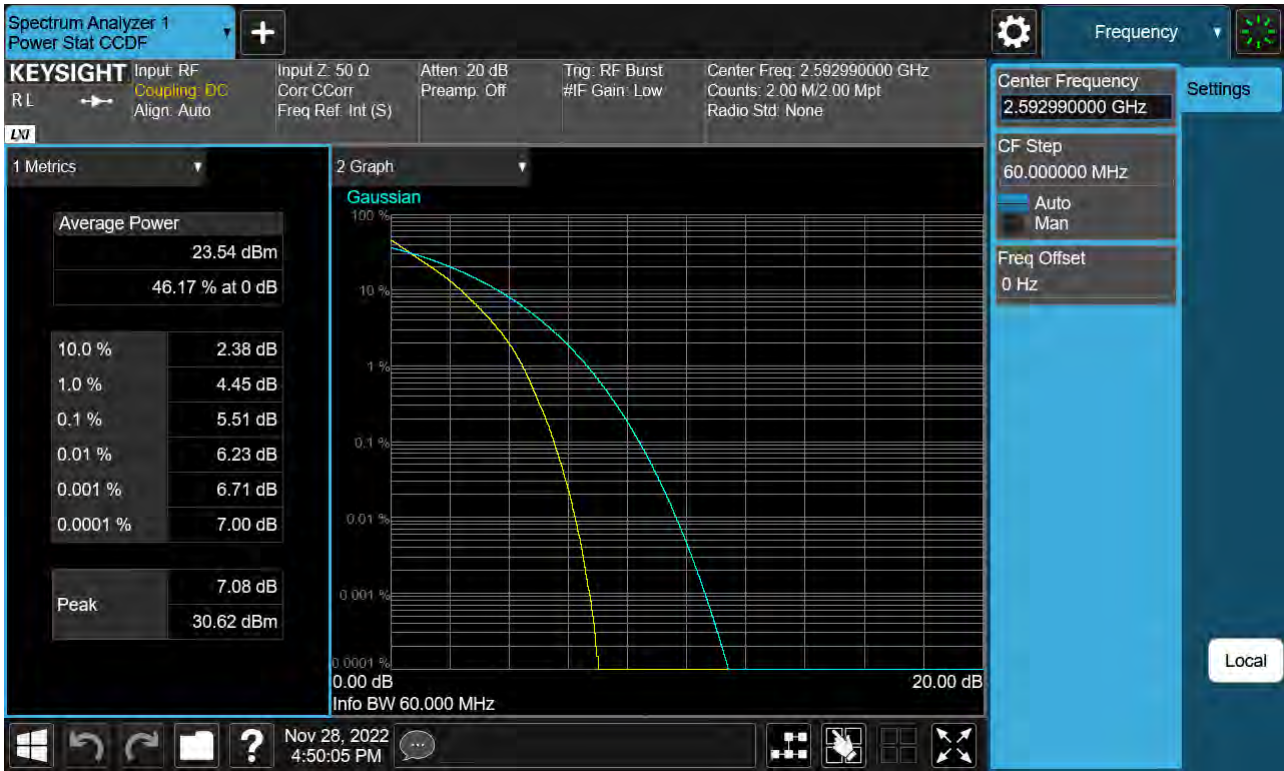 Spectrum Analyzer 1
Power Stat CCDF
Frequency
KEYSIGHT
RL
LXI
Input: RF
Coupling: DC
Align: Auto
Input Z: 50 Ω
Corr CCorr
Freq Ref: Int (S)
Atten: 20 dB
Preamp: Off
Trig: RF Burst
#IF Gain: Low
Center Freq: 2.592990000 GHz
Counts: 2.00 M/2.00 Mpt
Radio Std: None
Center Frequency
2.592990000 GHz
Settings
CF Step
60.000000 MHz
Auto
Man
Freq Offset
0 Hz
Local
1 Metrics
Average Power
23.54 dBm
46.17 % at 0 dB
10.0 % 2.38 dB
1.0 % 4.45 dB
0.1 % 5.51 dB
0.01 % 6.23 dB
0.001 % 6.71 dB
0.0001 % 7.00 dB
Peak
7.08 dB
30.62 dBm
2 Graph
Gaussian
100 %
10 %
1 %
0.1 %
0.01 %
0.001 %
0.0001 %
0.00 dB 20.00 dB
Info BW 60.000 MHz
?
Nov 28, 2022
4:50:05 PM